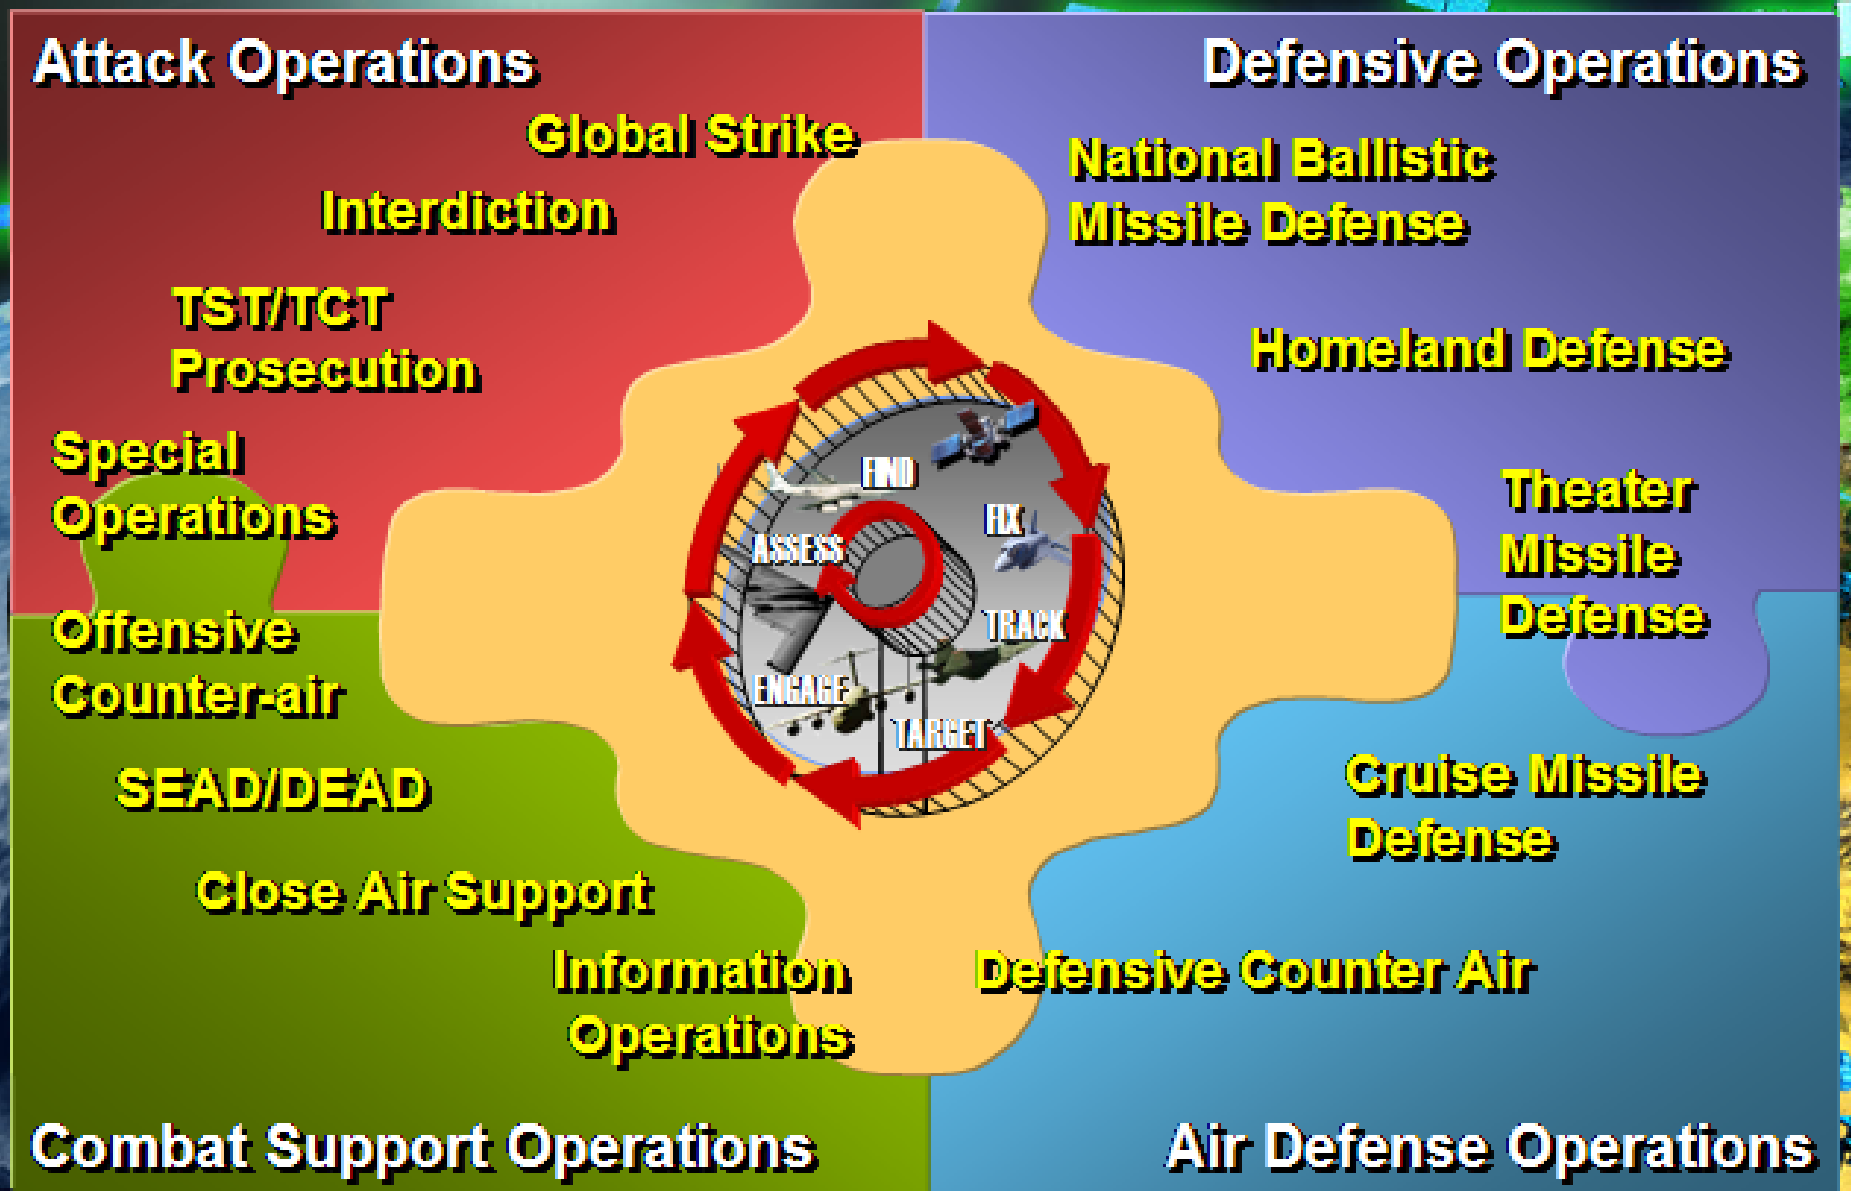 Attack Operations
Global Strike
Interdiction
TST/TCT
Prosecution
Special
Operations
Defensive Operations
National Ballistic
Missile Defense
Homeland Defense
Theater
Missile
Defense
FIND
FIX
TRACK
TARGET
ENGAGE
ASSESS
Offensive
Counter-air
SEAD/DEAD
Close Air Support
Information
Operations
Combat Support Operations
Cruise Missile
Defense
Defensive Counter Air
Air Defense Operations